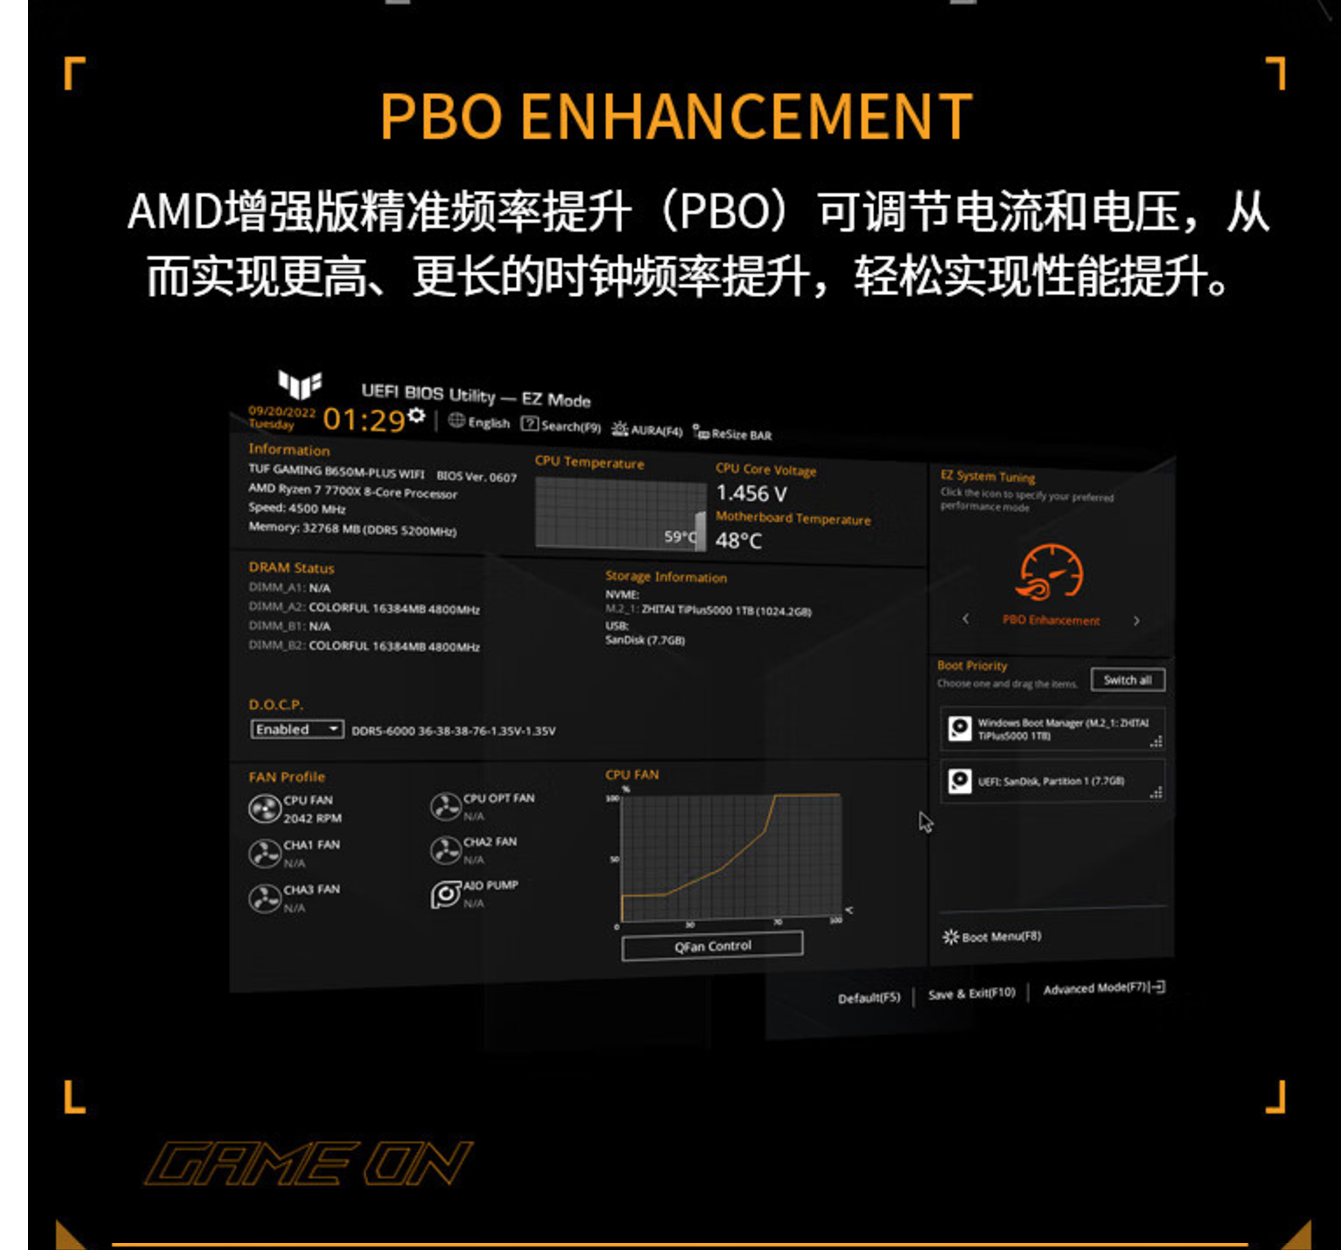 PBO ENHANCEMENT
AMD增强版精准频率提升（PBO）可调节电流和电压，从
而实现更高、更长的时钟频率提升，轻松实现性能提升。
UEFI BIOS Utility — EZ Mode
09/20/2022
Tuesday
01:29
English
Search(F9)
AURA(F4)
ReSize BAR
Information
TUF GAMING B650M-PLUS WIFI BIOS Ver. 0607
AMD Ryzen 7 7700X 8-Core Processor
Speed: 4500 MHz
Memory: 32768 MB (DDR5 5200MHz)
CPU Temperature
59°C
CPU Core Voltage
1.456 V
Motherboard Temperature
48°C
EZ System Tuning
Click the icon to specify your preferred
performance mode
PBO Enhancement
DRAM Status
DIMM_A1: N/A
DIMM_A2: COLORFUL 16384MB 4800MHz
DIMM_B1: N/A
DIMM_B2: COLORFUL 16384MB 4800MHz
Storage Information
NVME:
M.2_1: ZHITAI TiPlus5000 1TB (1024.2GB)
USB:
SanDisk (7.7GB)
Boot Priority
Choose one and drag the items.
Switch all
Windows Boot Manager (M.2_1: ZHITAI
TiPlus5000 1TB)
UEFI: SanDisk, Partition 1 (7.7GB)
D.O.C.P.
Enabled
DDR5-6000 36-38-38-76-1.35V-1.35V
FAN Profile
CPU FAN
2042 RPM
CPU OPT FAN
N/A
CHA1 FAN
N/A
CHA2 FAN
N/A
CHA3 FAN
N/A
AIO PUMP
N/A
CPU FAN
%
100
50
0
30
70
100
°C
QFan Control
Boot Menu(F8)
Default(F5)
Save & Exit(F10)
Advanced Mode(F7)
GAME ON